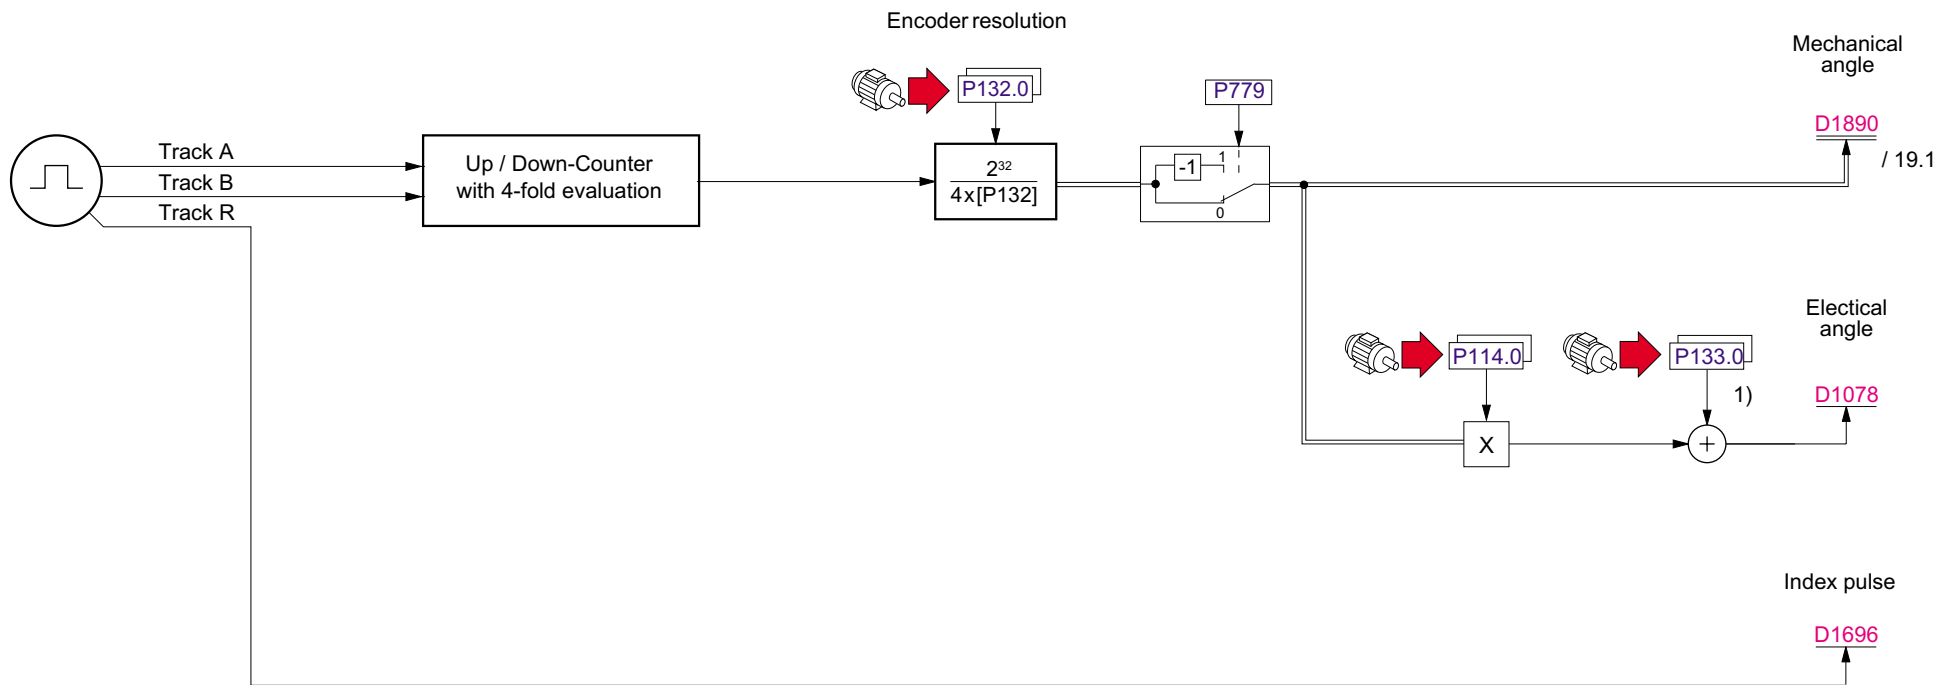 Encoder resolution
Mechanical
angle
P132.0
P779
D1890
/ 19.1
Track A
Track B
Track R
Up / Down-Counter
with 4-fold evaluation
2³²
4x[P132]
-1
1
0
Electical
angle
P114.0
P133.0
1)
D1078
X
+
Index pulse
D1696